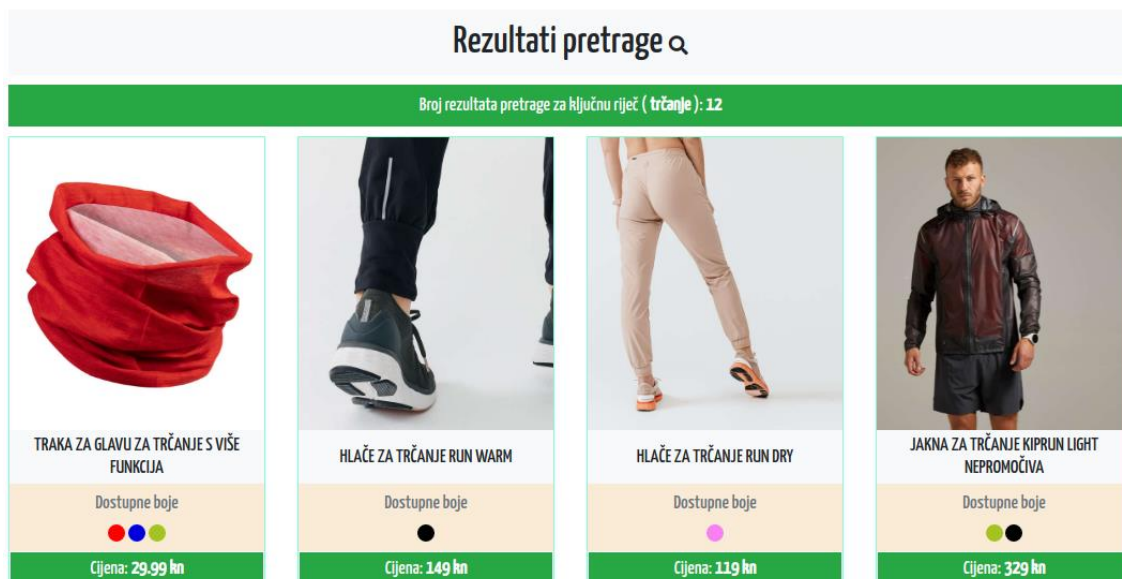 Rezultati pretrage
Broj rezultata pretrage za ključnu riječ ( trčanje ): 12
TRAKA ZA GLAVU ZA TRČANJE S VIŠE
FUNKCIJA
Dostupne boje
Cijena: 29.99 kn
HLAČE ZA TRČANJE RUN WARM
Dostupne boje
Cijena: 149 kn
HLAČE ZA TRČANJE RUN DRY
Dostupne boje
Cijena: 119 kn
JAKNA ZA TRČANJE KIPRUN LIGHT
NEPROMOČIVA
Dostupne boje
Cijena: 329 kn